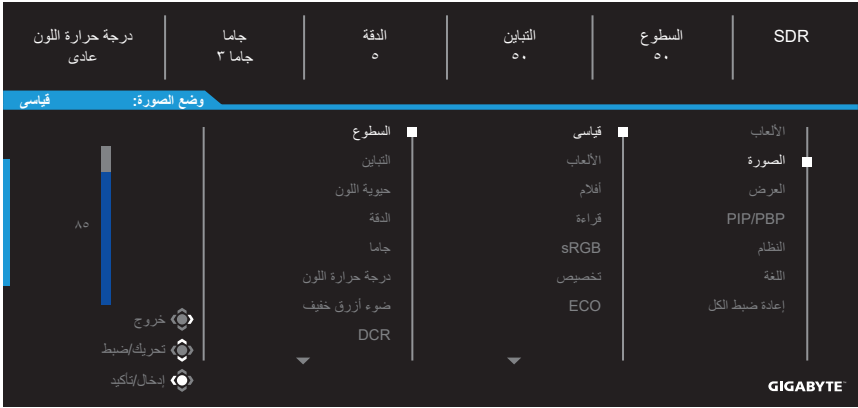 SDR
السطوع
٥٠
التباين
٥٠
الدقة
٥
جاما
جاما ٣
درجة حرارة اللون
عادى
وضع الصورة: قياسى
الألعاب
الصورة
العرض
PIP/PBP
النظام
اللغة
إعادة ضبط الكل
قياسى
الألعاب
أفلام
قراءة
sRGB
تخصيص
ECO
السطوع
التباين
حيوية اللون
الدقة
جاما
درجة حرارة اللون
ضوء أزرق خفيف
DCR
٨٥
خروج
تحريك/ضبط
إدخال/تأكيد
GIGABYTE